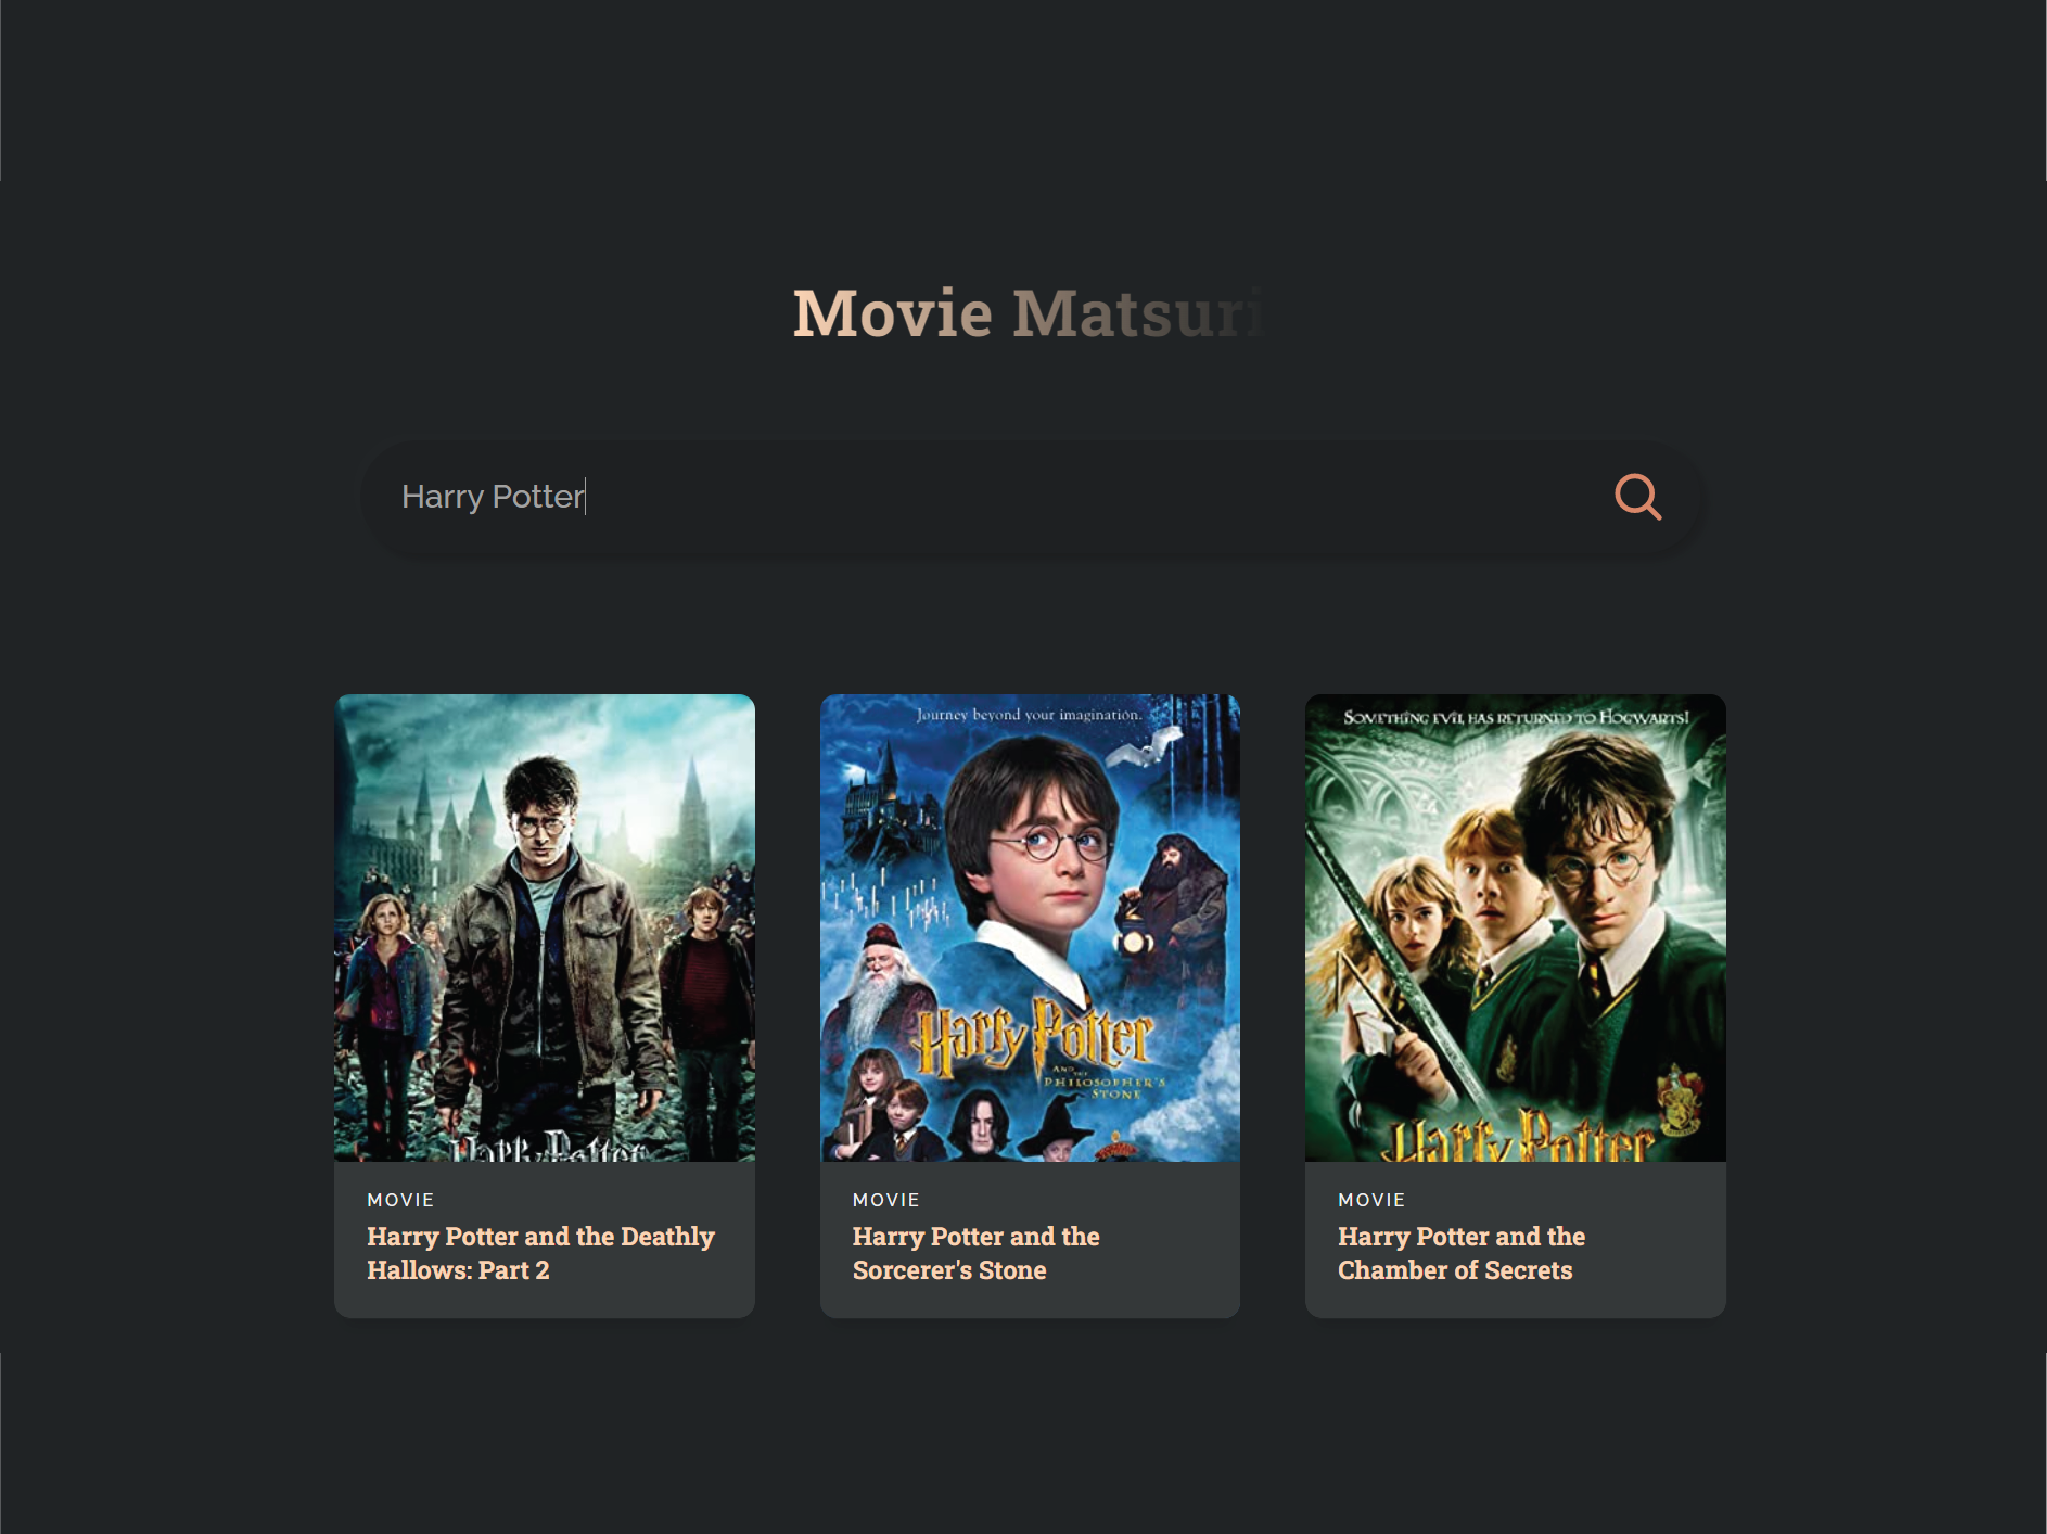 Movie Matsuri
Harry Potter
Journey beyond your imagination.
Harry Potter
AND THE
PHILOSOPHER'S
STONE
SOMETHING EVIL HAS RETURNED TO HOGWARTS!
Harry Potter
Harry Potter
MOVIE
Harry Potter and the Deathly
Hallows: Part 2
MOVIE
Harry Potter and the
Sorcerer's Stone
MOVIE
Harry Potter and the
Chamber of Secrets